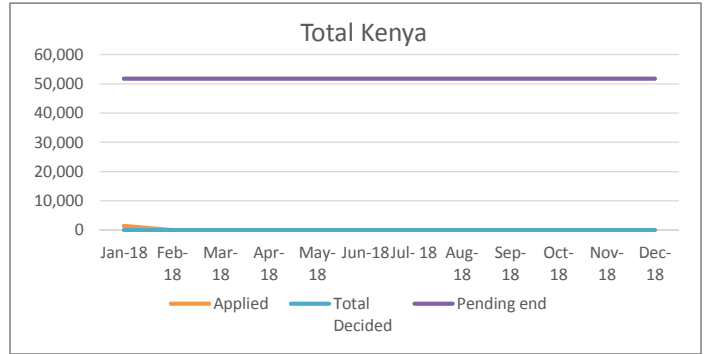 Total Kenya
60,000
50,000
40,000
30,000
20,000
10,000
0
Jan-18 Feb- Mar- Apr- May- Jun-18 Jul- 18 Aug- Sep- Oct- Nov- Dec-
18 18 18 18 18 18 18 18 18
Applied Total Pending end
Decided